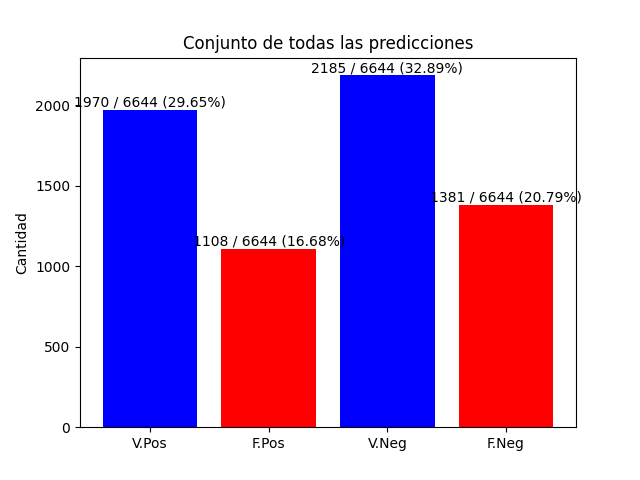 Conjunto de todas las predicciones
2185 / 6644 (32.89%)
1970 / 6644 (29.65%)
1381 / 6644 (20.79%)
1108 / 6644 (16.68%)
Cantidad
2000
1500
1000
500
0
V.Pos
F.Pos
V.Neg
F.Neg